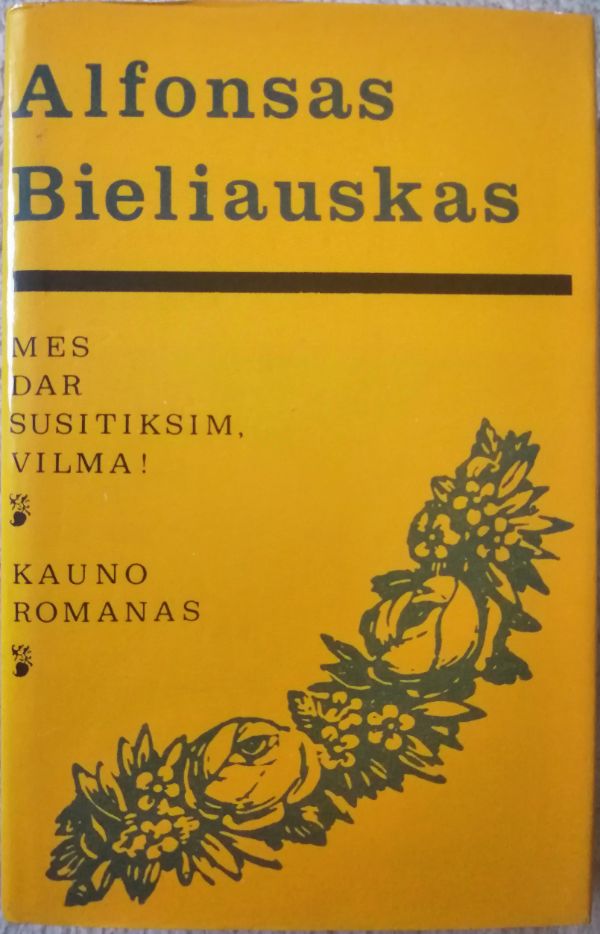 Alfonsas
Bieliauskas
MES
DAR
SUSITIKSIM,
VILMA!
KAUNO
ROMANAS